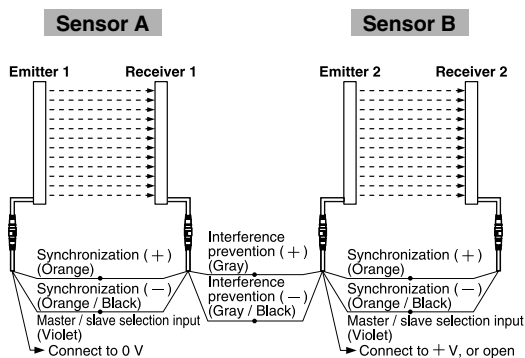 Sensor A
Sensor B
Emitter 1
Receiver 1
Emitter 2
Receiver 2
Synchronization (+)
(Orange)
Synchronization (−)
(Orange / Black)
Master / slave selection input
(Violet)
Connect to 0 V
Interference
prevention (+)
(Gray)
Interference
prevention (−)
(Gray / Black)
Synchronization (+)
(Orange)
Synchronization (−)
(Orange / Black)
Master / slave selection input
(Violet)
Connect to + V, or open